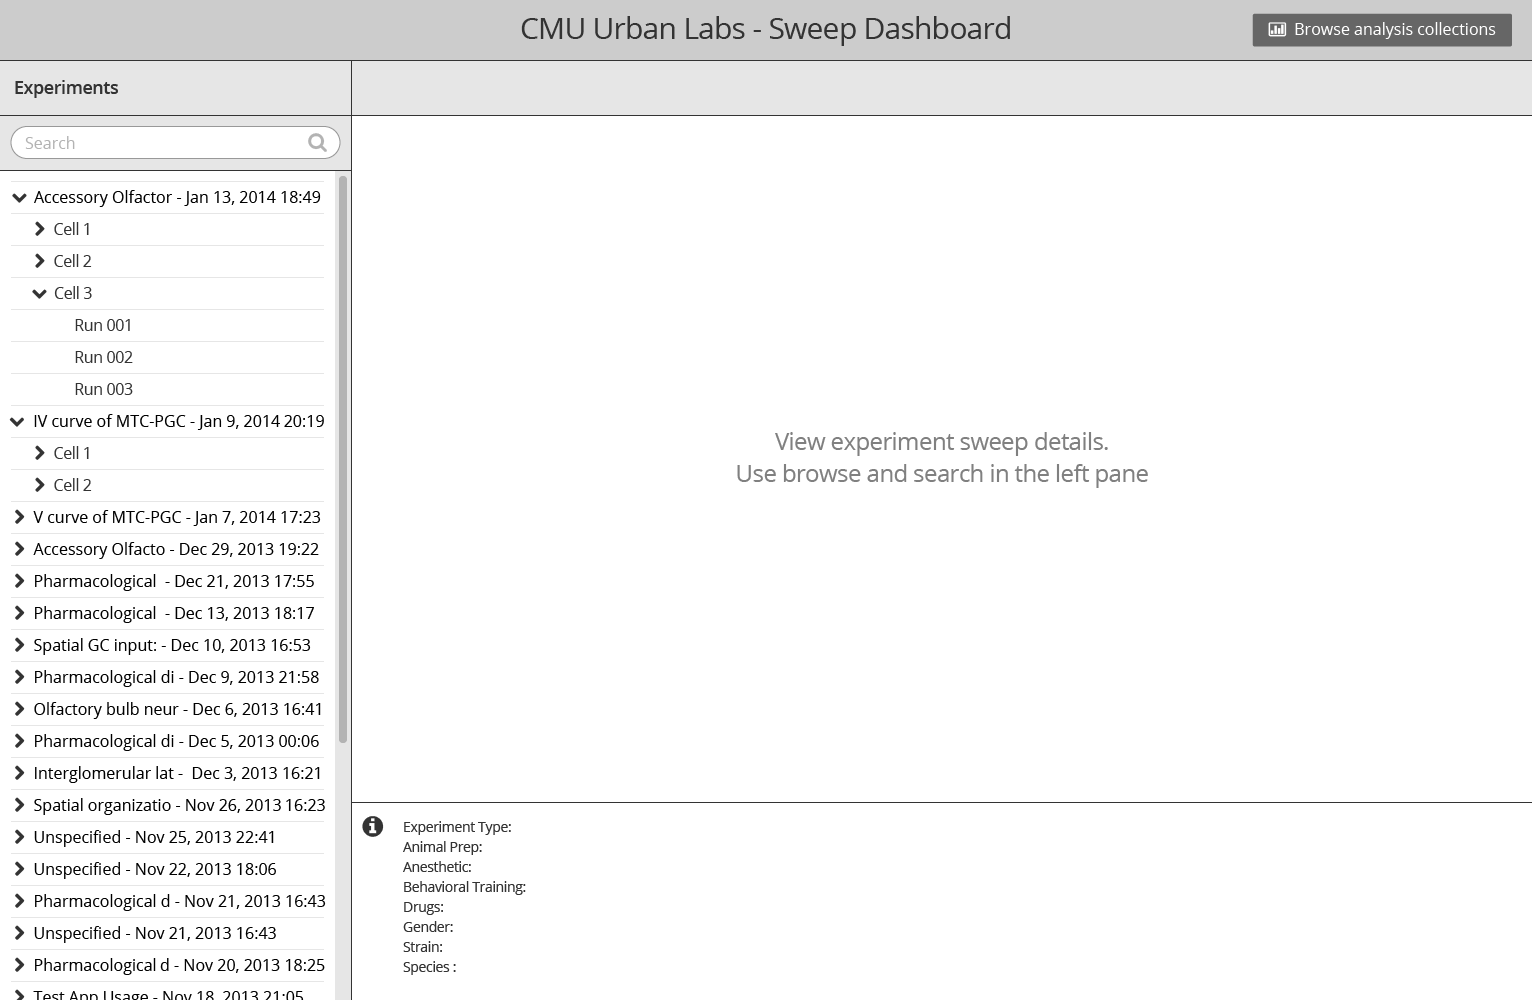 CMU Urban Labs - Sweep Dashboard
Browse analysis collections
Experiments
Search
Accessory Olfactor - Jan 13, 2014 18:49
Cell 1
Cell 2
Cell 3
Run 001
Run 002
Run 003
IV curve of MTC-PGC - Jan 9, 2014 20:19
Cell 1
Cell 2
V curve of MTC-PGC - Jan 7, 2014 17:23
Accessory Olfacto - Dec 29, 2013 19:22
Pharmacological  - Dec 21, 2013 17:55
Pharmacological  - Dec 13, 2013 18:17
Spatial GC input: - Dec 10, 2013 16:53
Pharmacological di - Dec 9, 2013 21:58
Olfactory bulb neur - Dec 6, 2013 16:41
Pharmacological di - Dec 5, 2013 00:06
Interglomerular lat -  Dec 3, 2013 16:21
Spatial organizatio - Nov 26, 2013 16:23
Unspecified - Nov 25, 2013 22:41
Unspecified - Nov 22, 2013 18:06
Pharmacological d - Nov 21, 2013 16:43
Unspecified - Nov 21, 2013 16:43
Pharmacological d - Nov 20, 2013 18:25
Test App Usage - Nov 18, 2013 21:05
View experiment sweep details.
Use browse and search in the left pane
Experiment Type:
Animal Prep:
Anesthetic:
Behavioral Training:
Drugs:
Gender:
Strain:
Species :